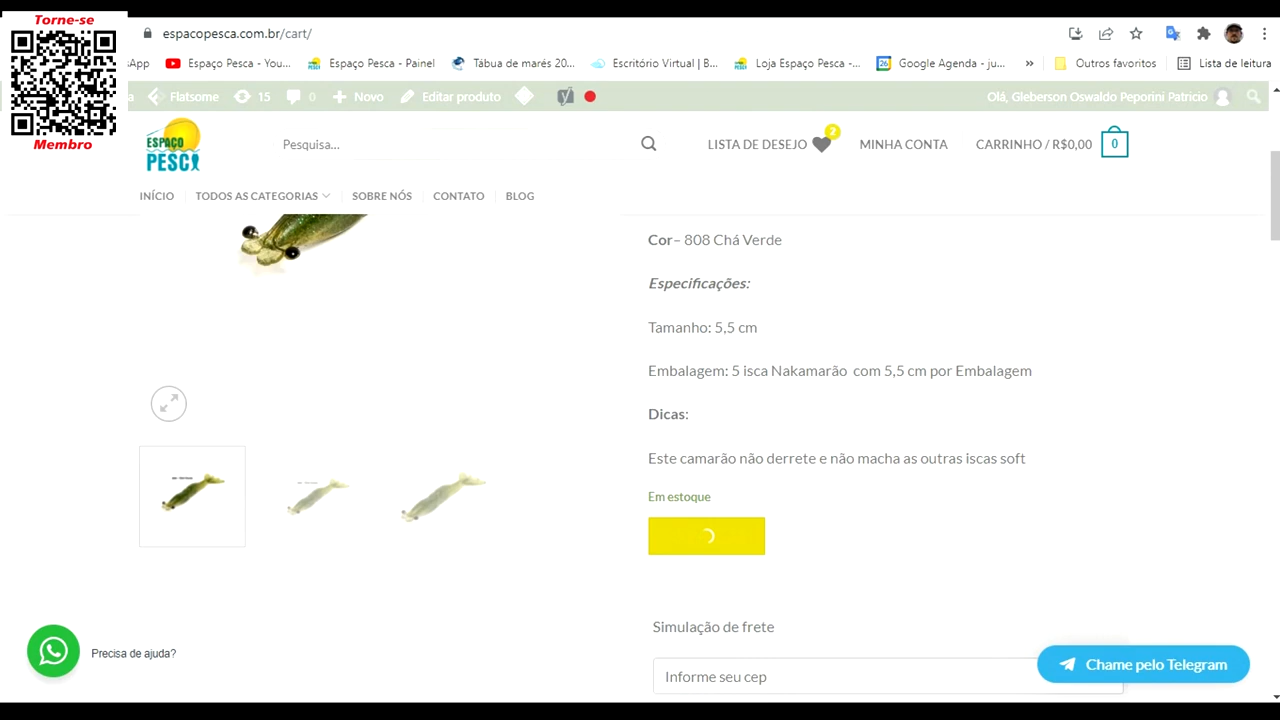 Torne-se
Membro
espacopesca.com.br/cart/
sApp
Espaço Pesca - You...
Espaço Pesca - Painel
Tábua de marés 20...
Escritório Virtual | B...
Loja Espaço Pesca -...
26
Google Agenda - ju...
»
Outros favoritos
Lista de leitura
Flatsome
15
0
Novo
Editar produto
Olá, Gleberson Oswaldo Peporini Patricio
ESPAÇO
PESCA
Pesquisa...
LISTA DE DESEJO
2
MINHA CONTA
CARRINHO / R$0,00
0
INÍCIO
TODOS AS CATEGORIAS
SOBRE NÓS
CONTATO
BLOG
Cor– 808 Chá Verde
Especificações:
Tamanho: 5,5 cm
Embalagem: 5 isca Nakamarão com 5,5 cm por Embalagem
Dicas:
Este camarão não derrete e não macha as outras iscas soft
Em estoque
Simulação de frete
Informe seu cep
Precisa de ajuda?
Chame pelo Telegram